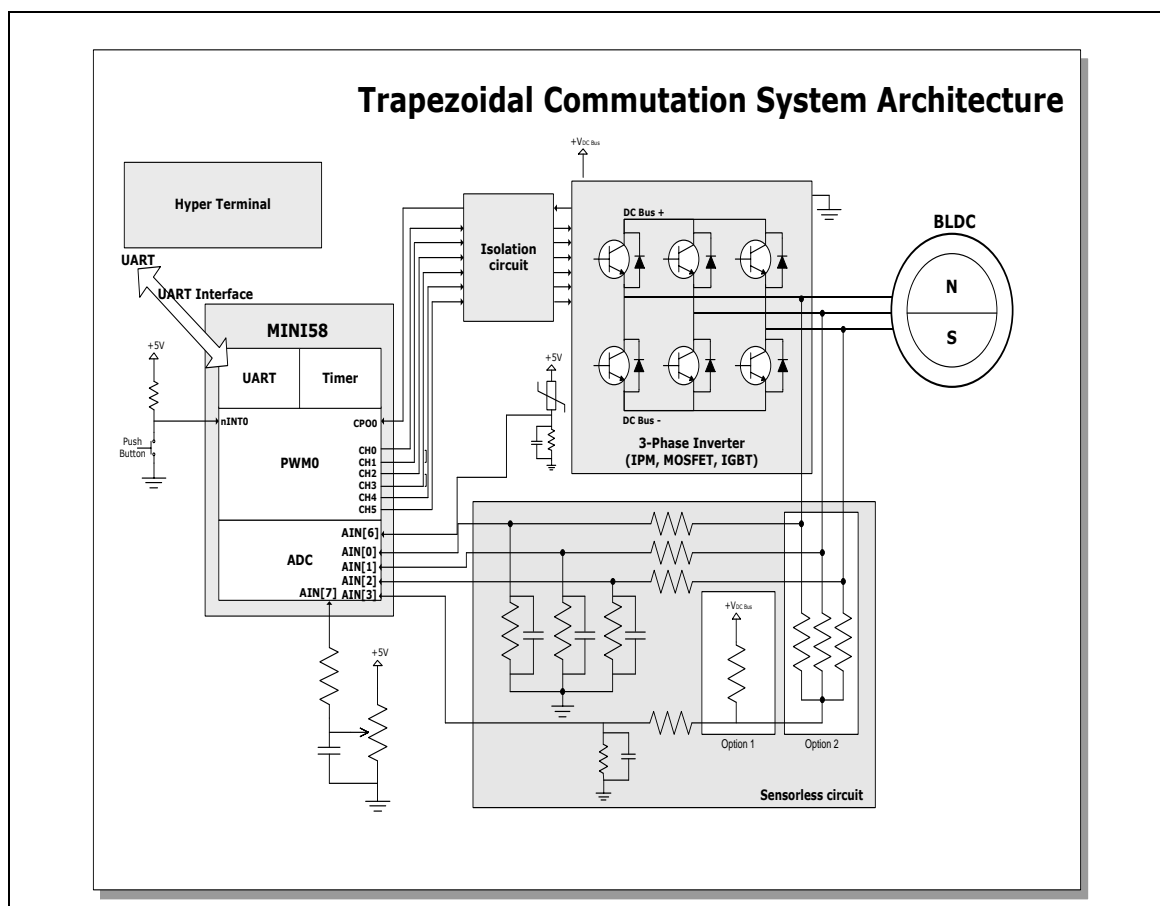 Trapezoidal Commutation System Architecture
+VDC Bus
Hyper Terminal
Isolation
circuit
DC Bus +
BLDC
N
S
UART
UART Interface
MINI58
+5V
UART
Timer
+5V
nINT0
CPO0
Push
Button
PWM0
CH0
CH1
CH2
CH3
CH4
CH5
DC Bus -
3-Phase Inverter
(IPM, MOSFET, IGBT)
ADC
AIN[6]
AIN[0]
AIN[1]
AIN[2]
AIN[7]
AIN[3]
+5V
+VDC Bus
Option 1
Option 2
Sensorless circuit